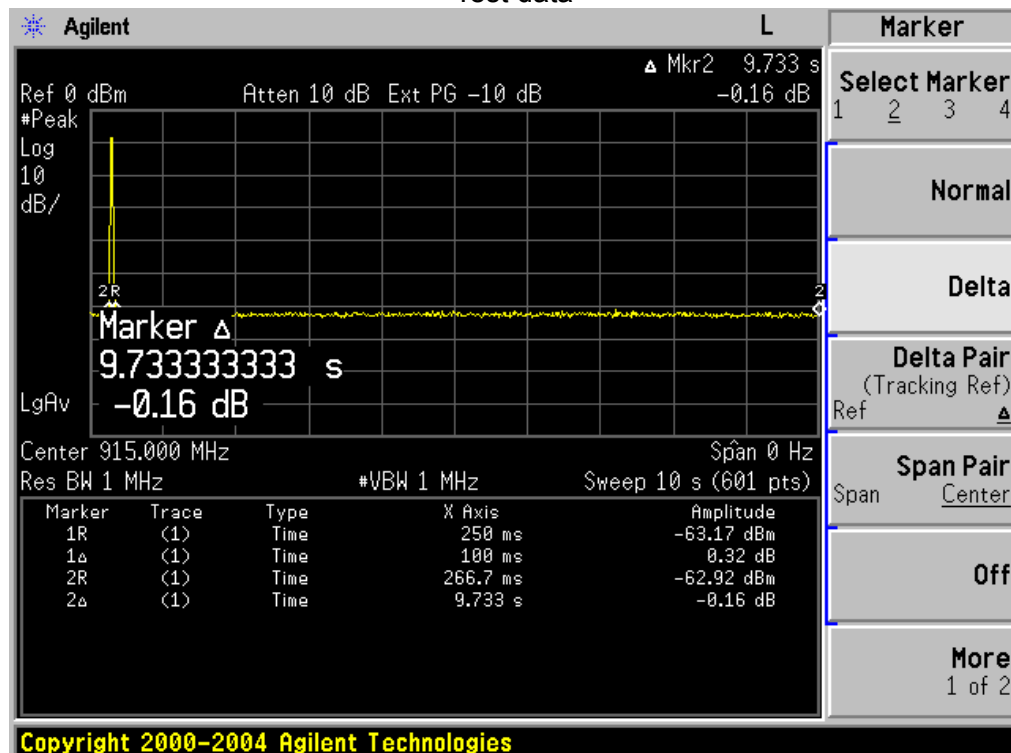 Test data
Agilent
L
Marker
Δ Mkr2 9.733 s
Ref 0 dBm Atten 10 dB Ext PG -10 dB -0.16 dB
#Peak
Log
10
dB/
2R
2
Marker Δ
9.733333333 s
-0.16 dB
LgAv
Center 915.000 MHz Span 0 Hz
Res BW 1 MHz #VBW 1 MHz Sweep 10 s (601 pts)
Marker Trace Type X Axis Amplitude
1R (1) Time 250 ms -63.17 dBm
1Δ (1) Time 100 ms 0.32 dB
2R (1) Time 266.7 ms -62.92 dBm
2Δ (1) Time 9.733 s -0.16 dB
Select Marker
1 2 3 4
Normal
Delta
Delta Pair
(Tracking Ref)
Ref Δ
Span Pair
Span Center
Off
More
1 of 2
Copyright 2000-2004 Agilent Technologies